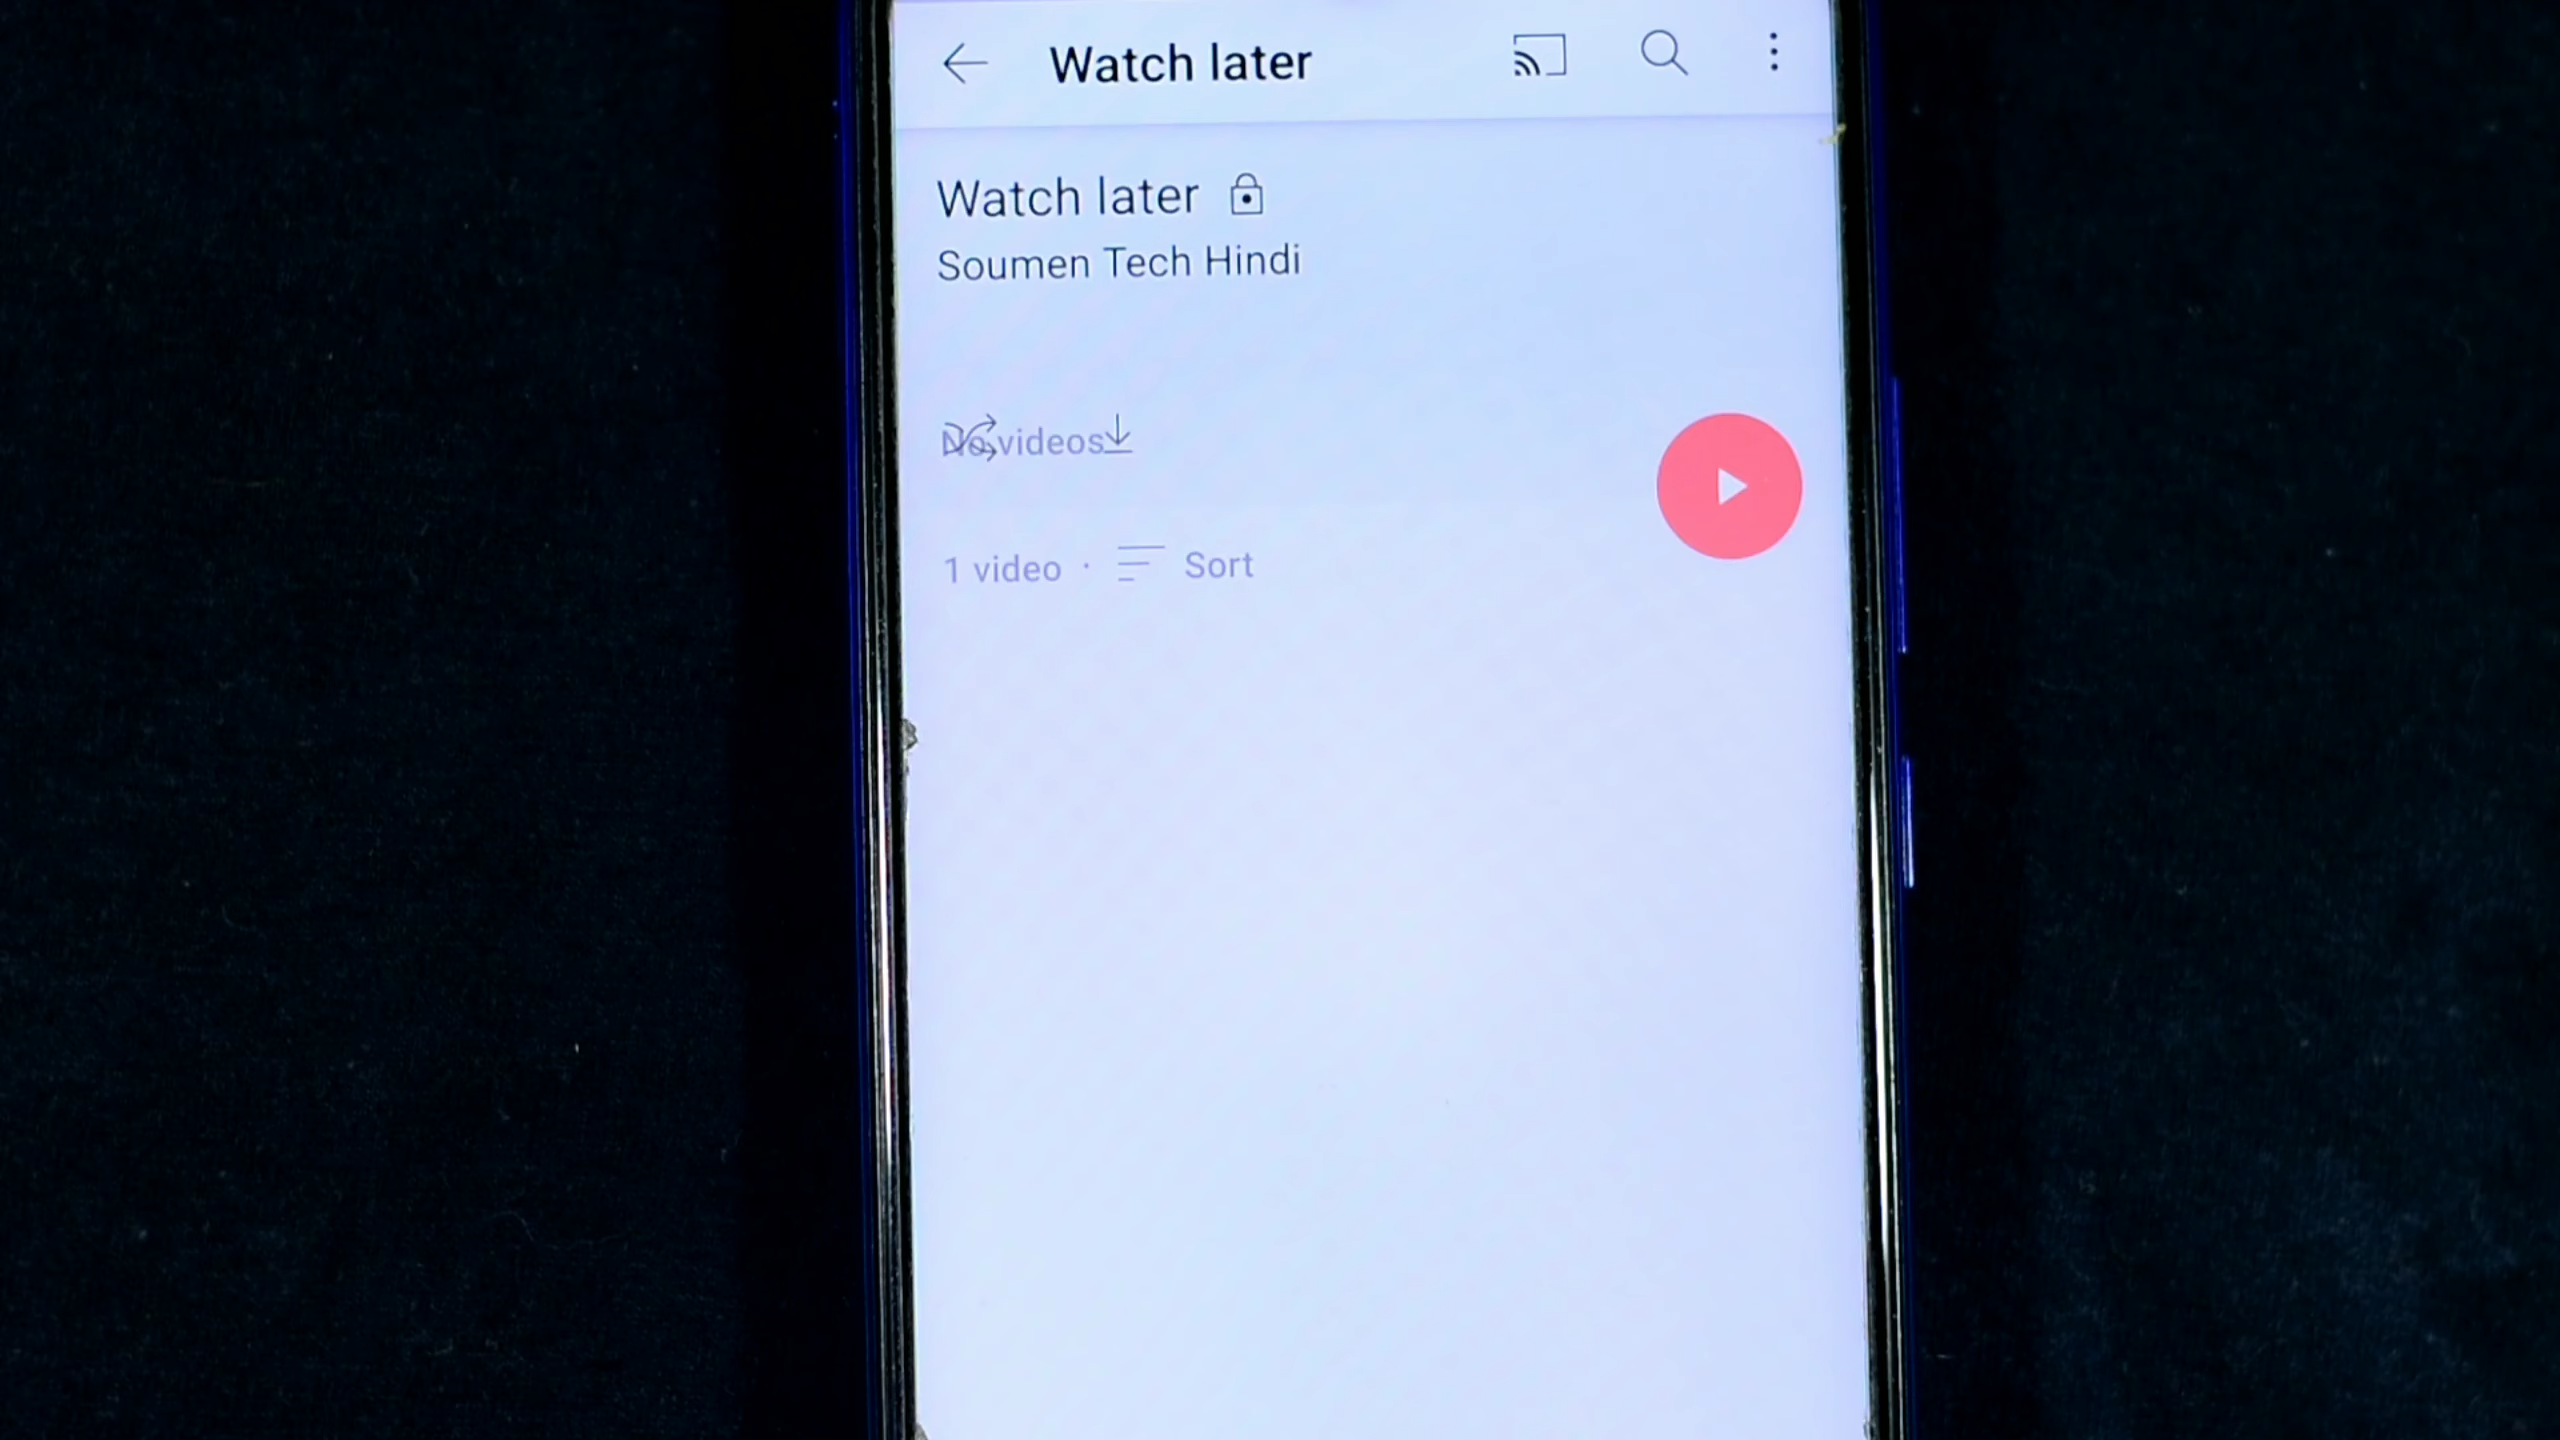 Watch later
Watch later
Soumen Tech Hindi
No videos
1 video · Sort